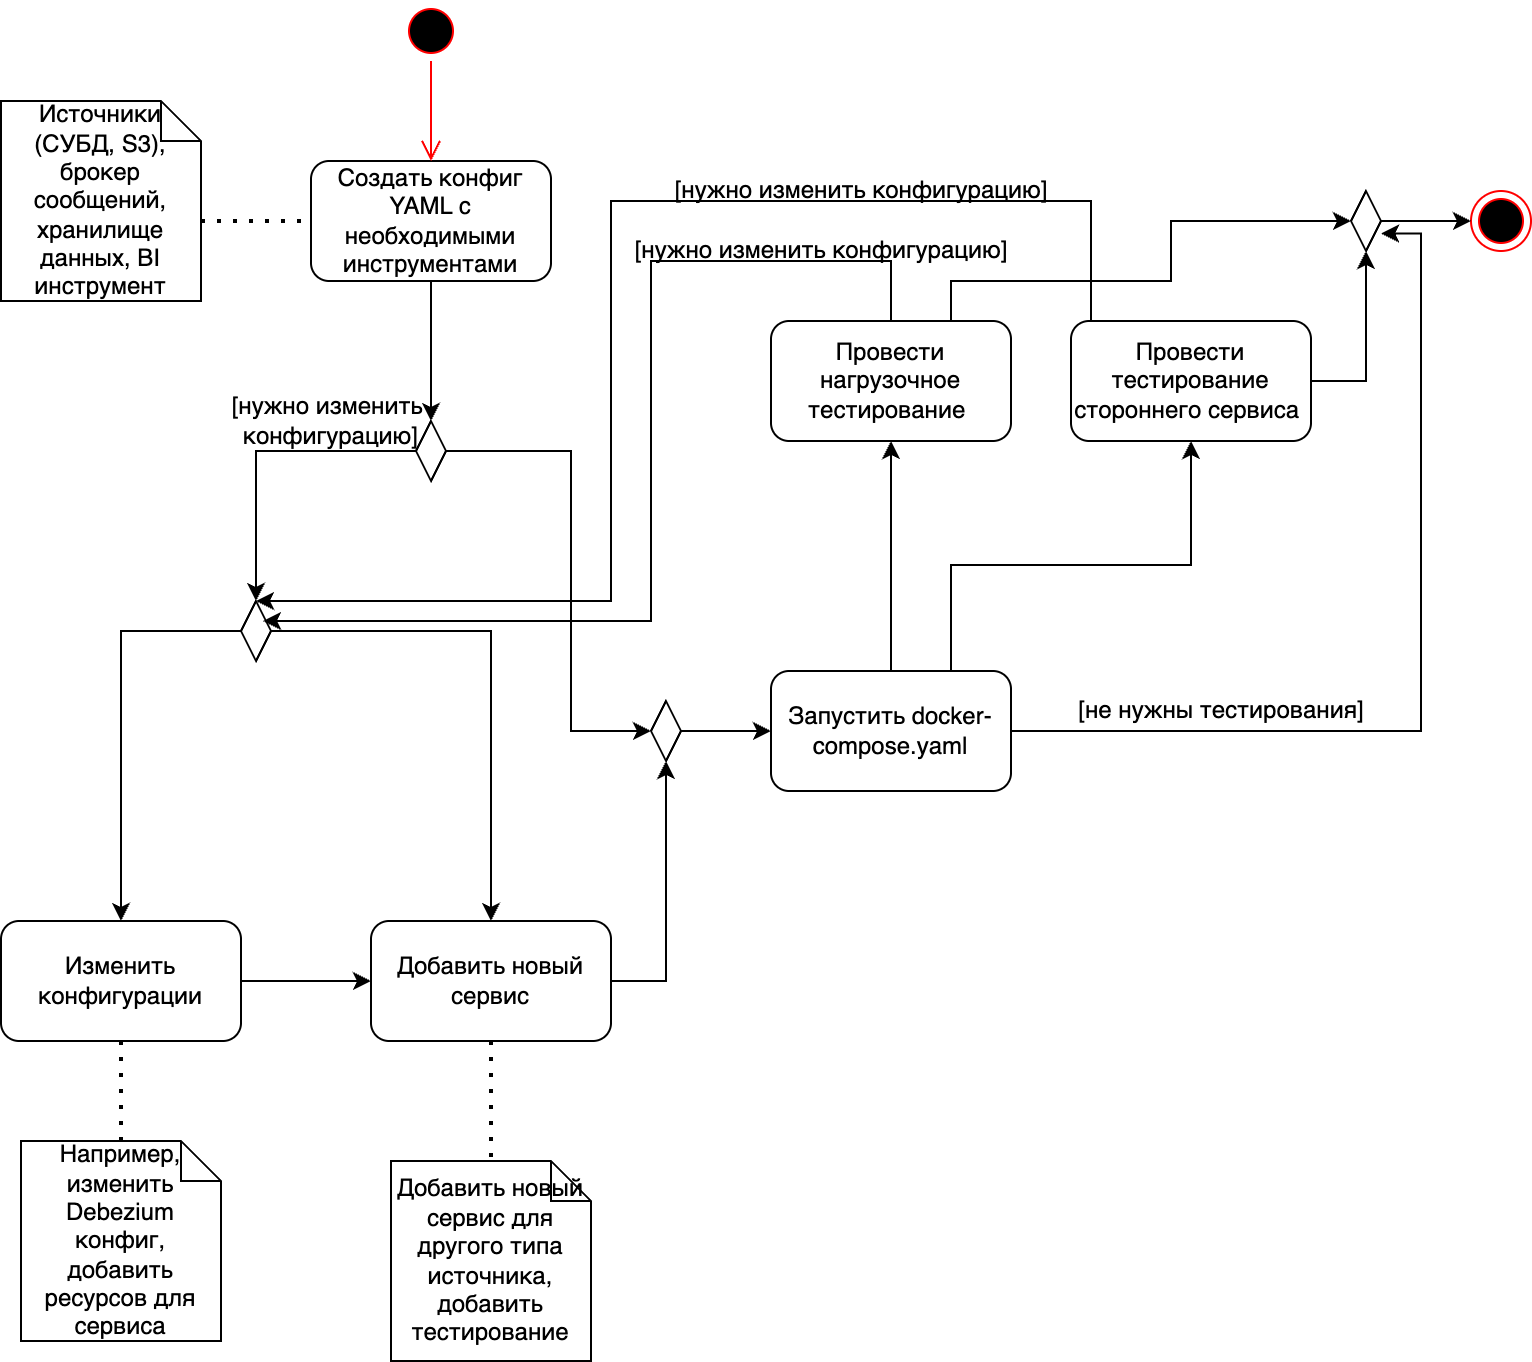 Источники
(СУБД, S3),
брокер
сообщений,
хранилище
данных, BI
инструмент
Создать конфиг
YAML с
необходимыми
инструментами
[нужно изменить конфигурацию]
[нужно изменить конфигурацию]
Провести
нагрузочное
тестирование
Провести
тестирование
стороннего сервиса
[нужно изменить
конфигурацию]
Запустить docker-
compose.yaml
[не нужны тестирования]
Изменить
конфигурации
Добавить новый
сервис
Например,
изменить
Debezium
конфиг,
добавить
ресурсов для
сервиса
Добавить новый
сервис для
другого типа
источника,
добавить
тестирование